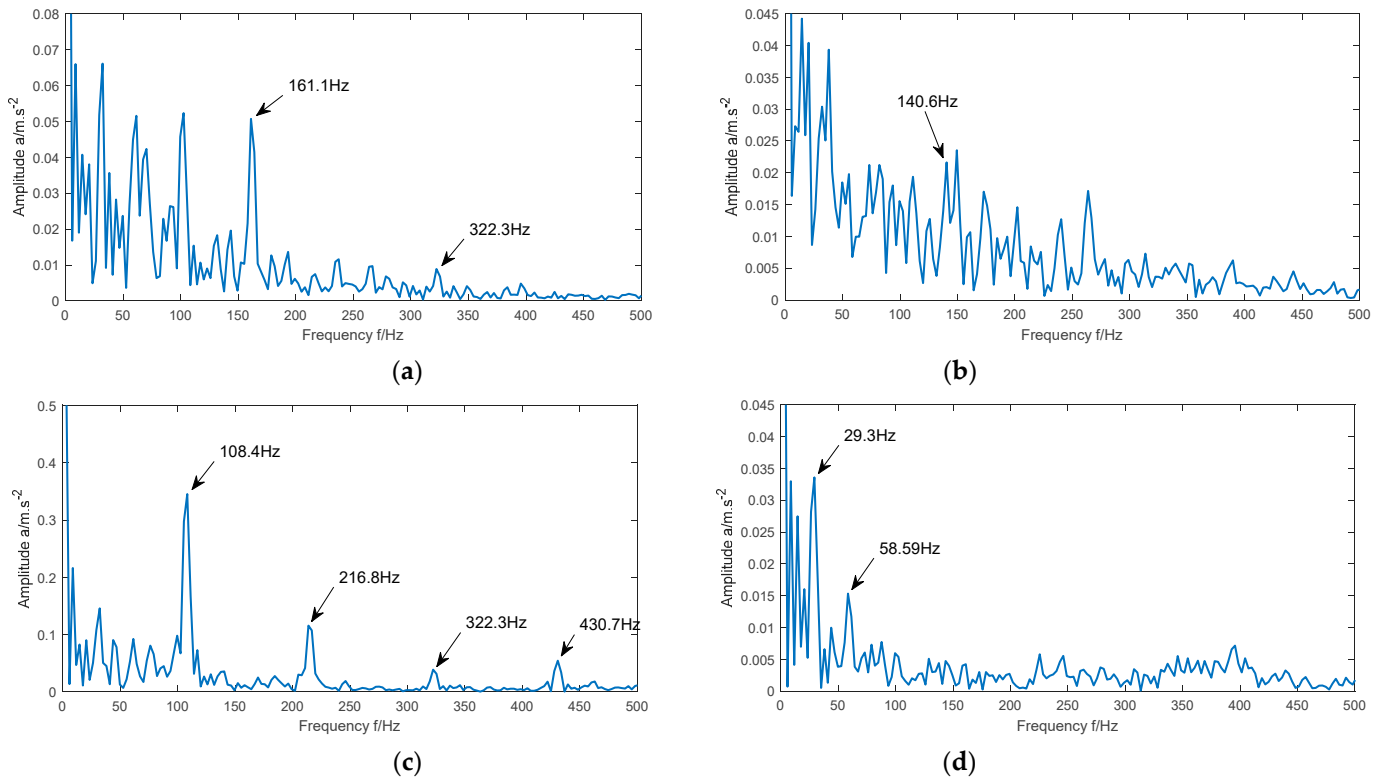 0.08
0.07
0.06
0.05
0.04
0.03
0.02
0.01
0
Amplitude a/m.s-2
161.1Hz
322.3Hz
0 50 100 150 200 250 300 350 400 450 500
Frequency f/Hz
(a)
0.045
0.04
0.035
0.03
0.025
0.02
0.015
0.01
0.005
0
Amplitude a/m.s-2
140.6Hz
0 50 100 150 200 250 300 350 400 450 500
Frequency f/Hz
(b)
0.5
0.4
0.3
0.2
0.1
0
Amplitude a/m.s-2
108.4Hz
216.8Hz
322.3Hz
430.7Hz
0 50 100 150 200 250 300 350 400 450 500
Frequency f/Hz
(c)
0.045
0.04
0.035
0.03
0.025
0.02
0.015
0.01
0.005
0
Amplitude a/m.s-2
29.3Hz
58.59Hz
0 50 100 150 200 250 300 350 400 450 500
Frequency f/Hz
(d)